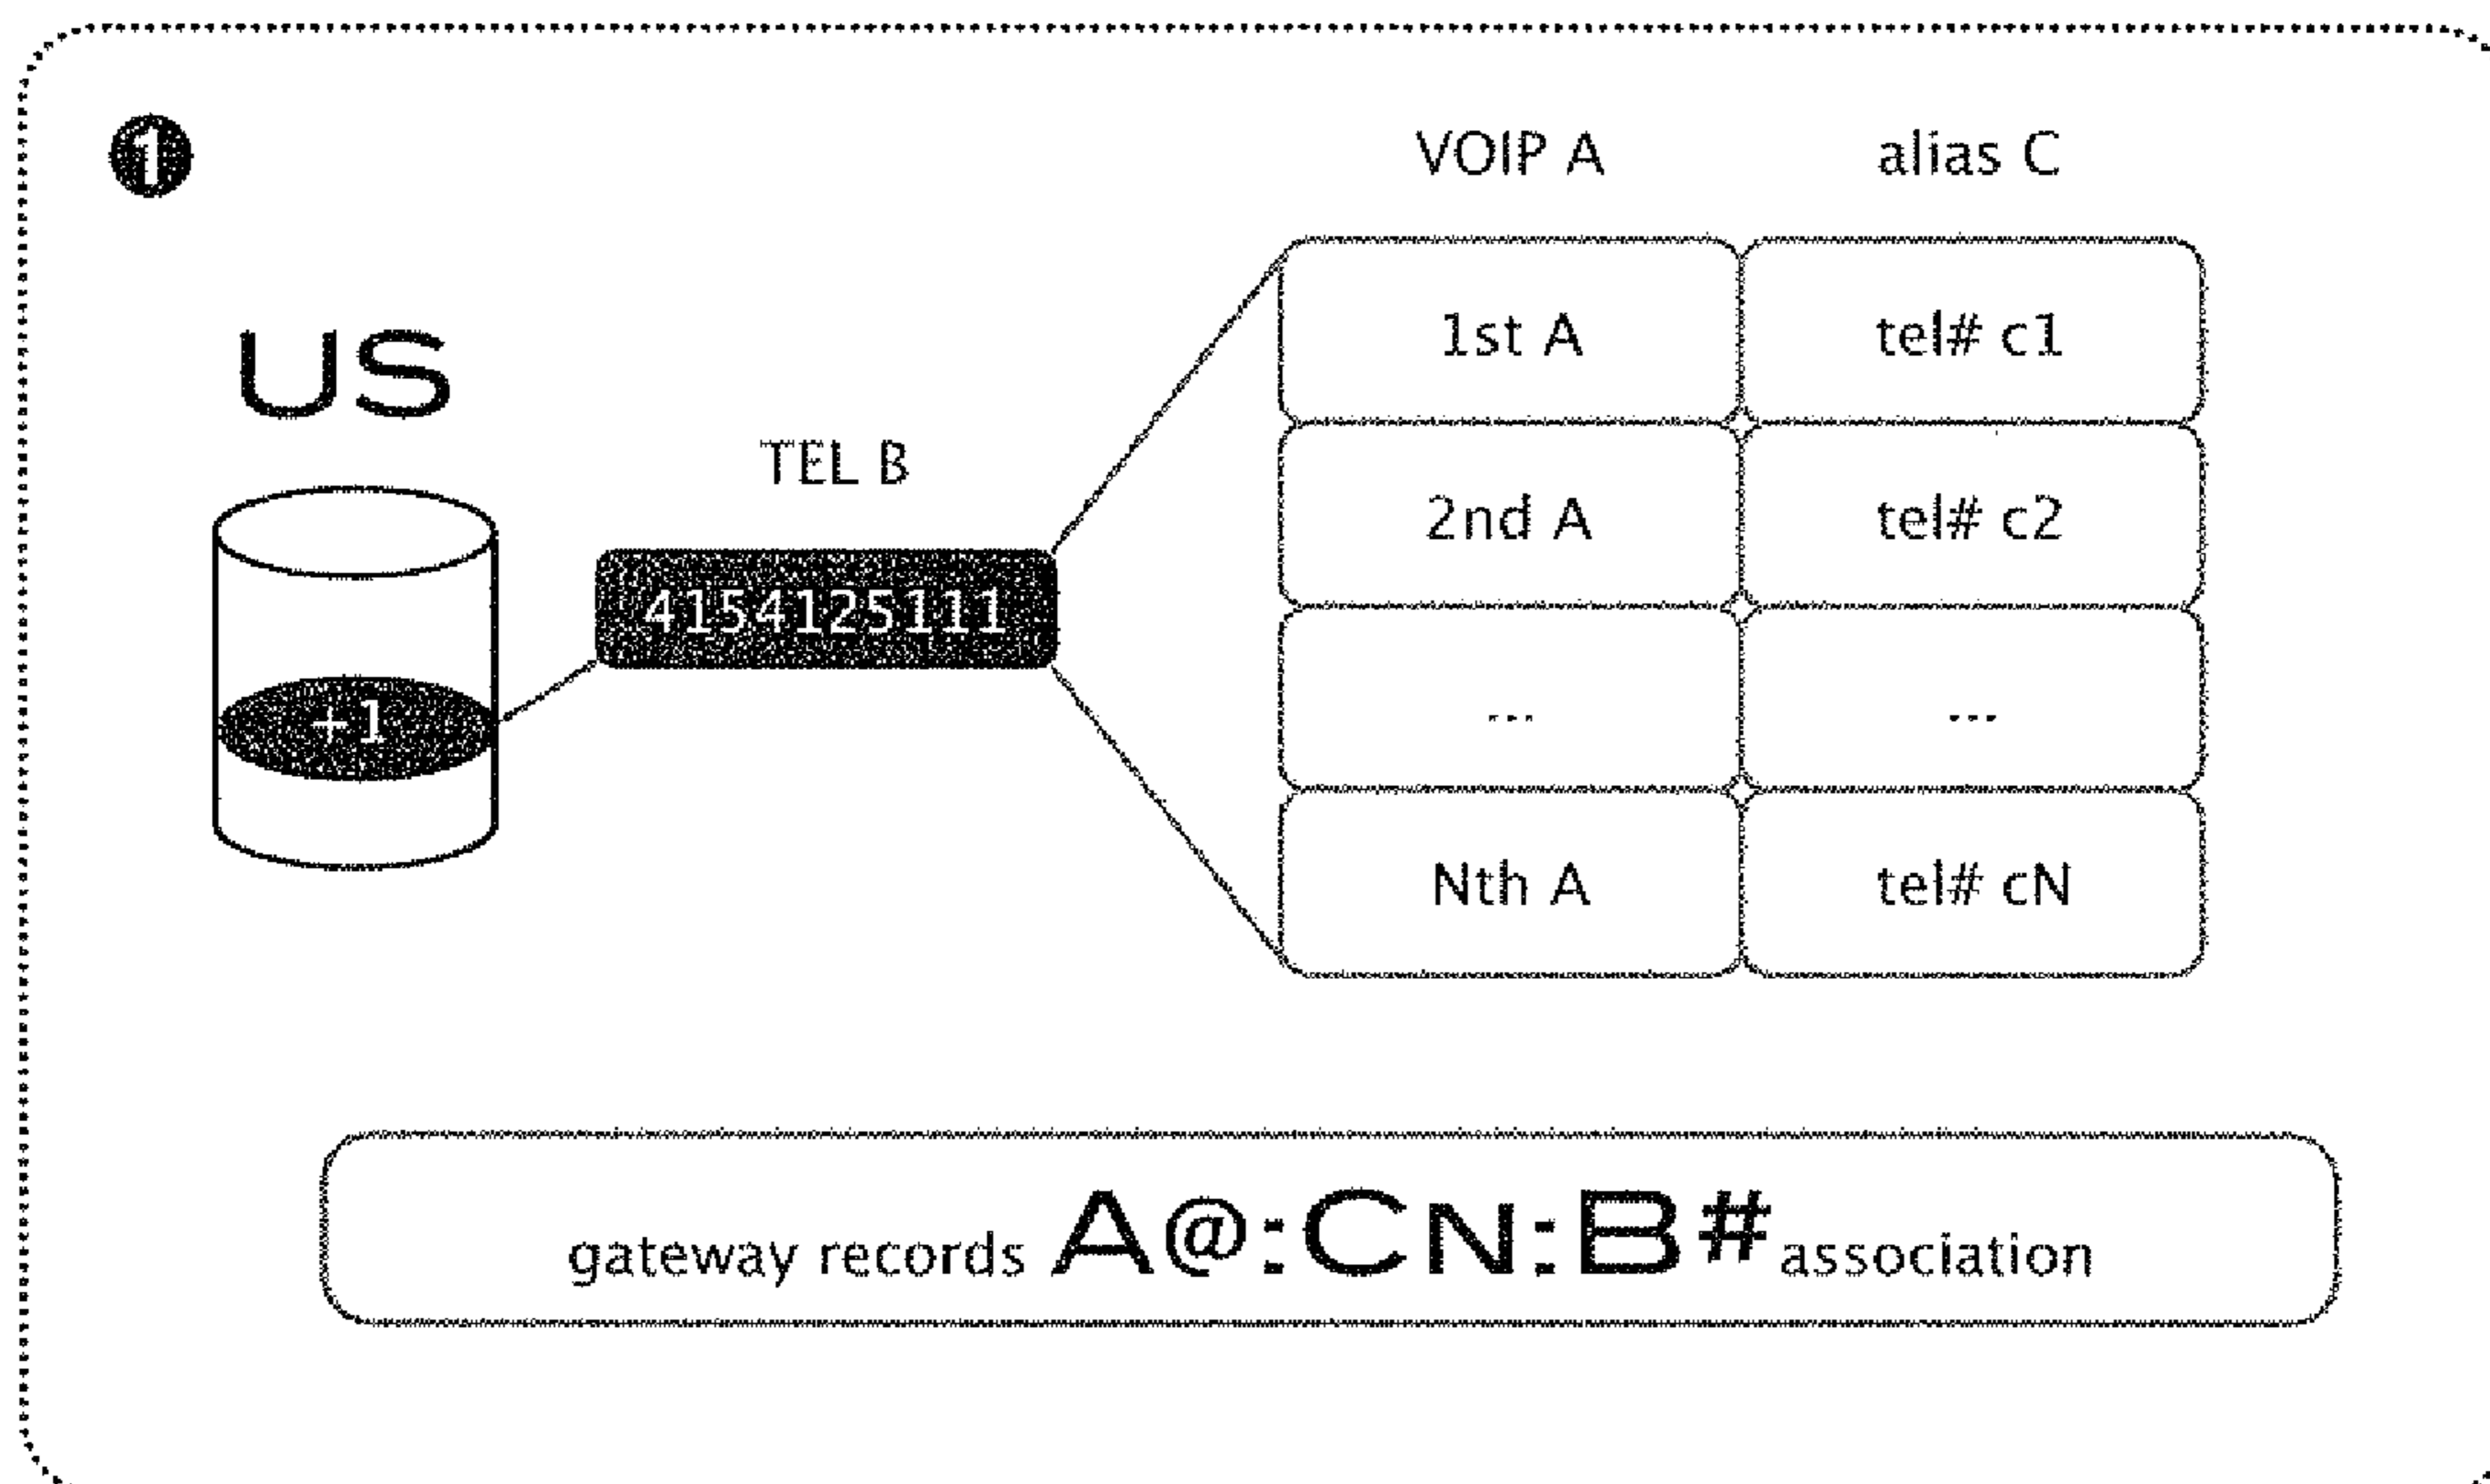 1
VOIP A alias C
US
1st A tel# c1
TEL B
2nd A tel# c2
4154125111
+1
... ...
Nth A tel# cN
gateway records A@:CN:B# association